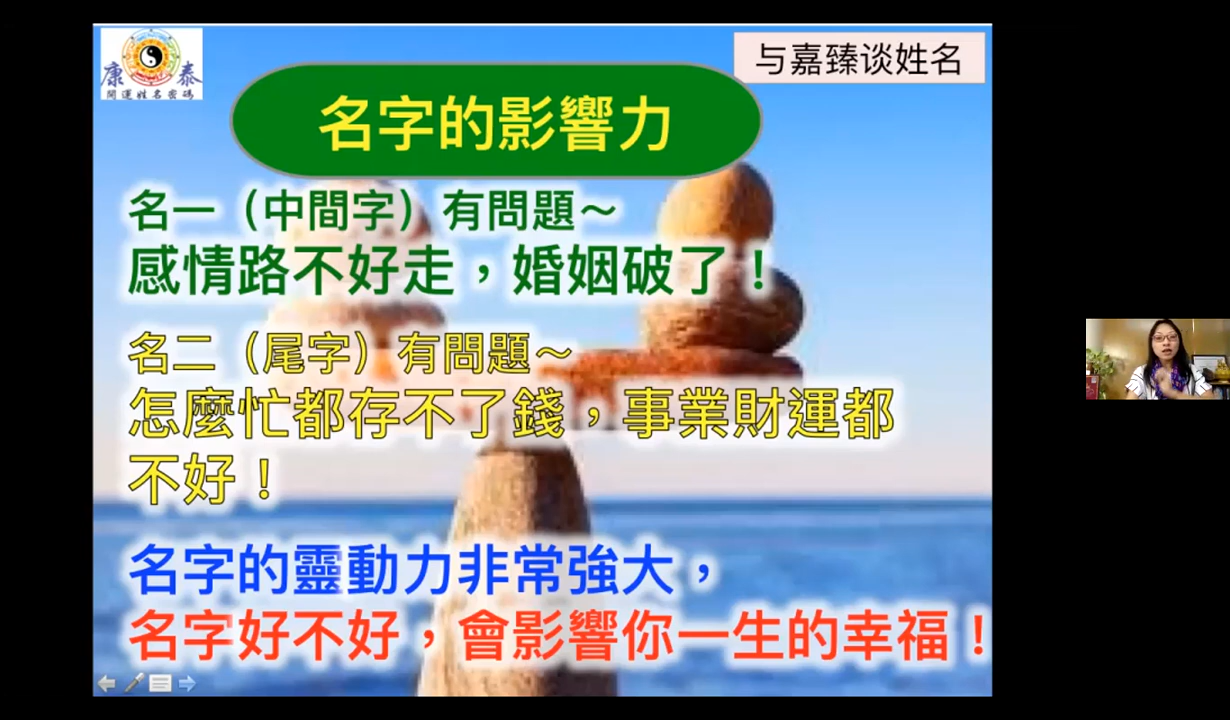 康 泰
開運姓名密碼
与嘉臻谈姓名
名字的影響力
名一（中間字）有問題～
感情路不好走，婚姻破了！
名二（尾字）有問題～
怎麼忙都存不了錢，事業財運都
不好！
名字的靈動力非常強大，
名字好不好，會影響你一生的幸福！